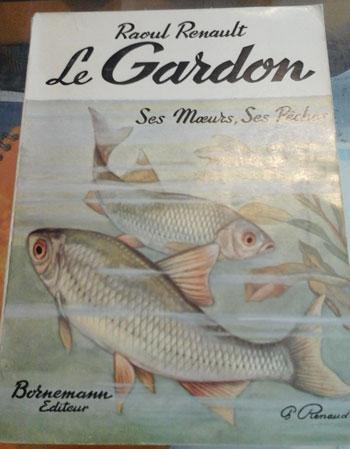 Raoul Renault
Le Gardon
Ses Mœurs, Ses Pêches
Bornemann
Editeur
P Renaud